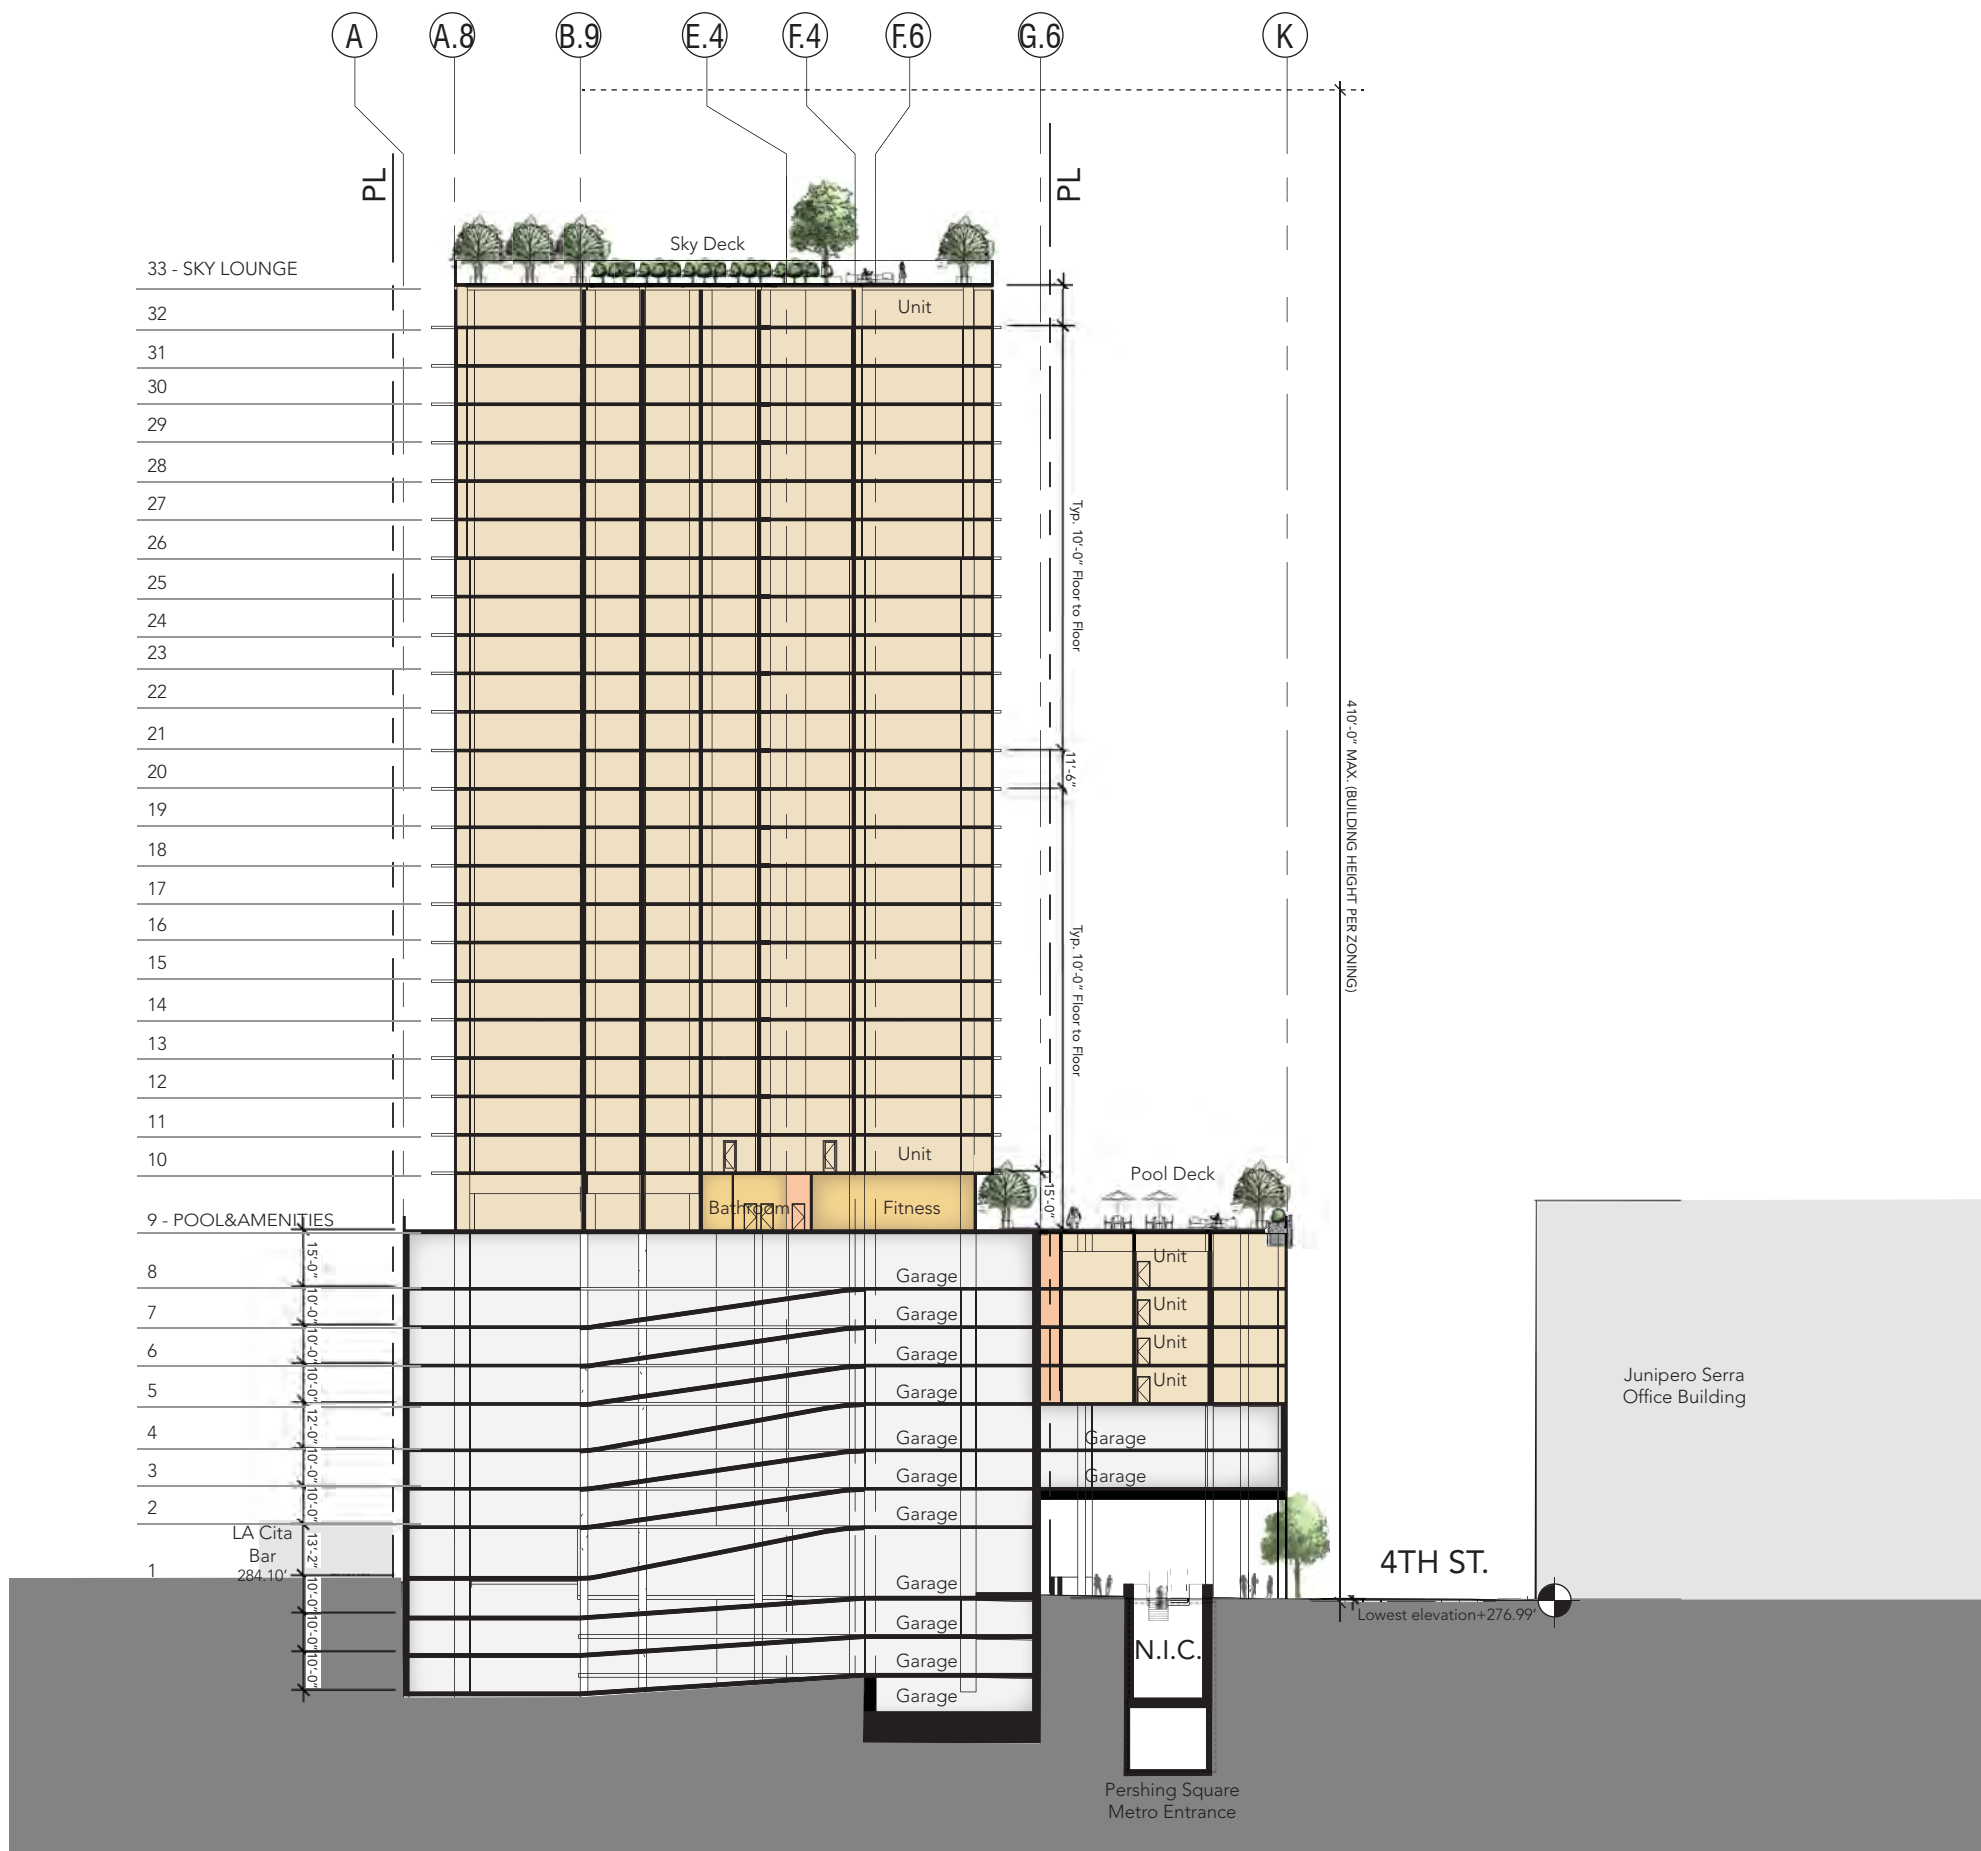 A
A.8
B.9
E.4
F.4
F.6
G.6
K
PL
PL
Sky Deck
33 - SKY LOUNGE
32
Unit
31
30
29
28
27
Typ. 10'-0" Floor to Floor
26
25
24
23
22
410'-0" MAX. (BUILDING HEIGHT PER ZONING)
21
11'-6"
20
19
18
17
16
Typ. 10'-0" Floor to Floor
15
14
13
12
11
10
Unit
Pool Deck
15'-0"
Bathroom
Fitness
9 - POOL&AMENITIES
15'-0"
Unit
8
Garage
10'-0"
Unit
7
Garage
10'-0"
Unit
6
Garage
10'-0"
Unit
5
Garage
Junipero Serra
Office Building
12'-0"
4
Garage
Garage
10'-0"
3
Garage
Garage
10'-0"
2
Garage
LA Cita
Bar
284.10'
13'-2"
1
4TH ST.
Garage
10'-0"
Lowest elevation+276.99'
Garage
10'-0"
N.I.C.
Garage
10'-0"
Garage
Pershing Square
Metro Entrance